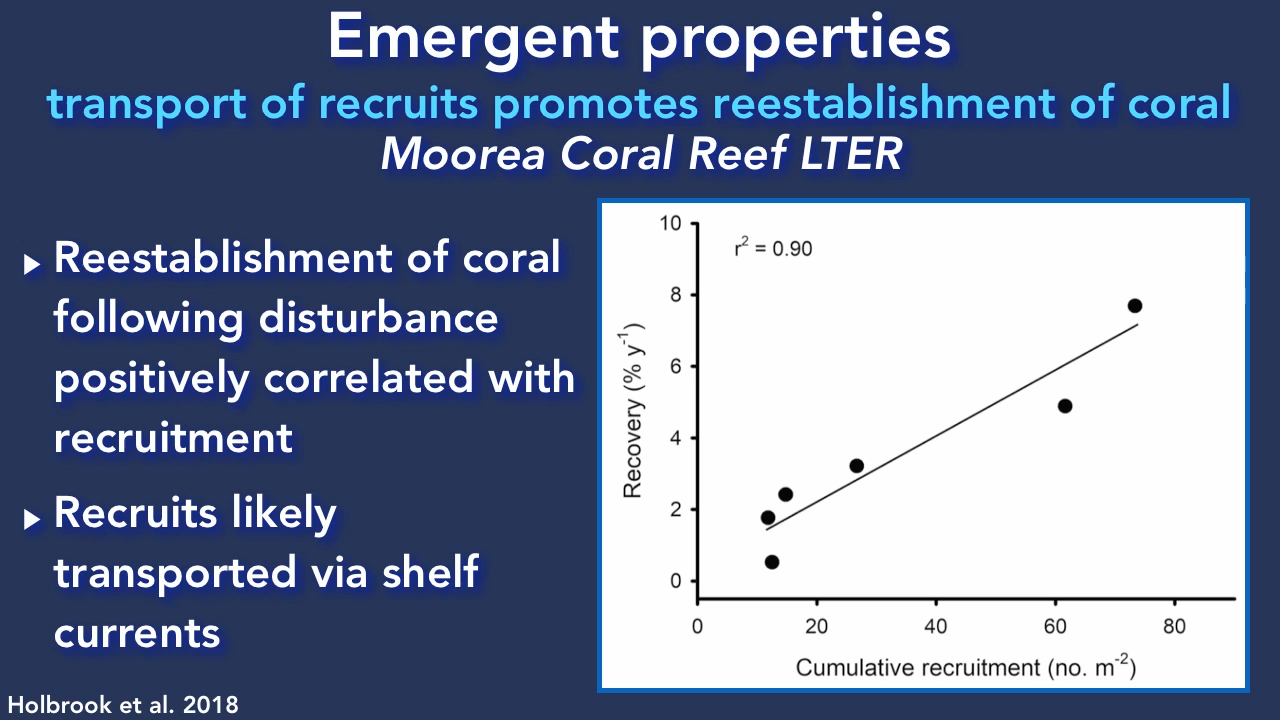 Emergent properties
transport of recruits promotes reestablishment of coral
Moorea Coral Reef LTER
▸ Reestablishment of coral
following disturbance
positively correlated with
recruitment
▸ Recruits likely
transported via shelf
currents
Holbrook et al. 2018
10
8
6
4
2
0
r² = 0.90
Recovery (% y⁻¹)
0 20 40 60 80
Cumulative recruitment (no. m⁻²)